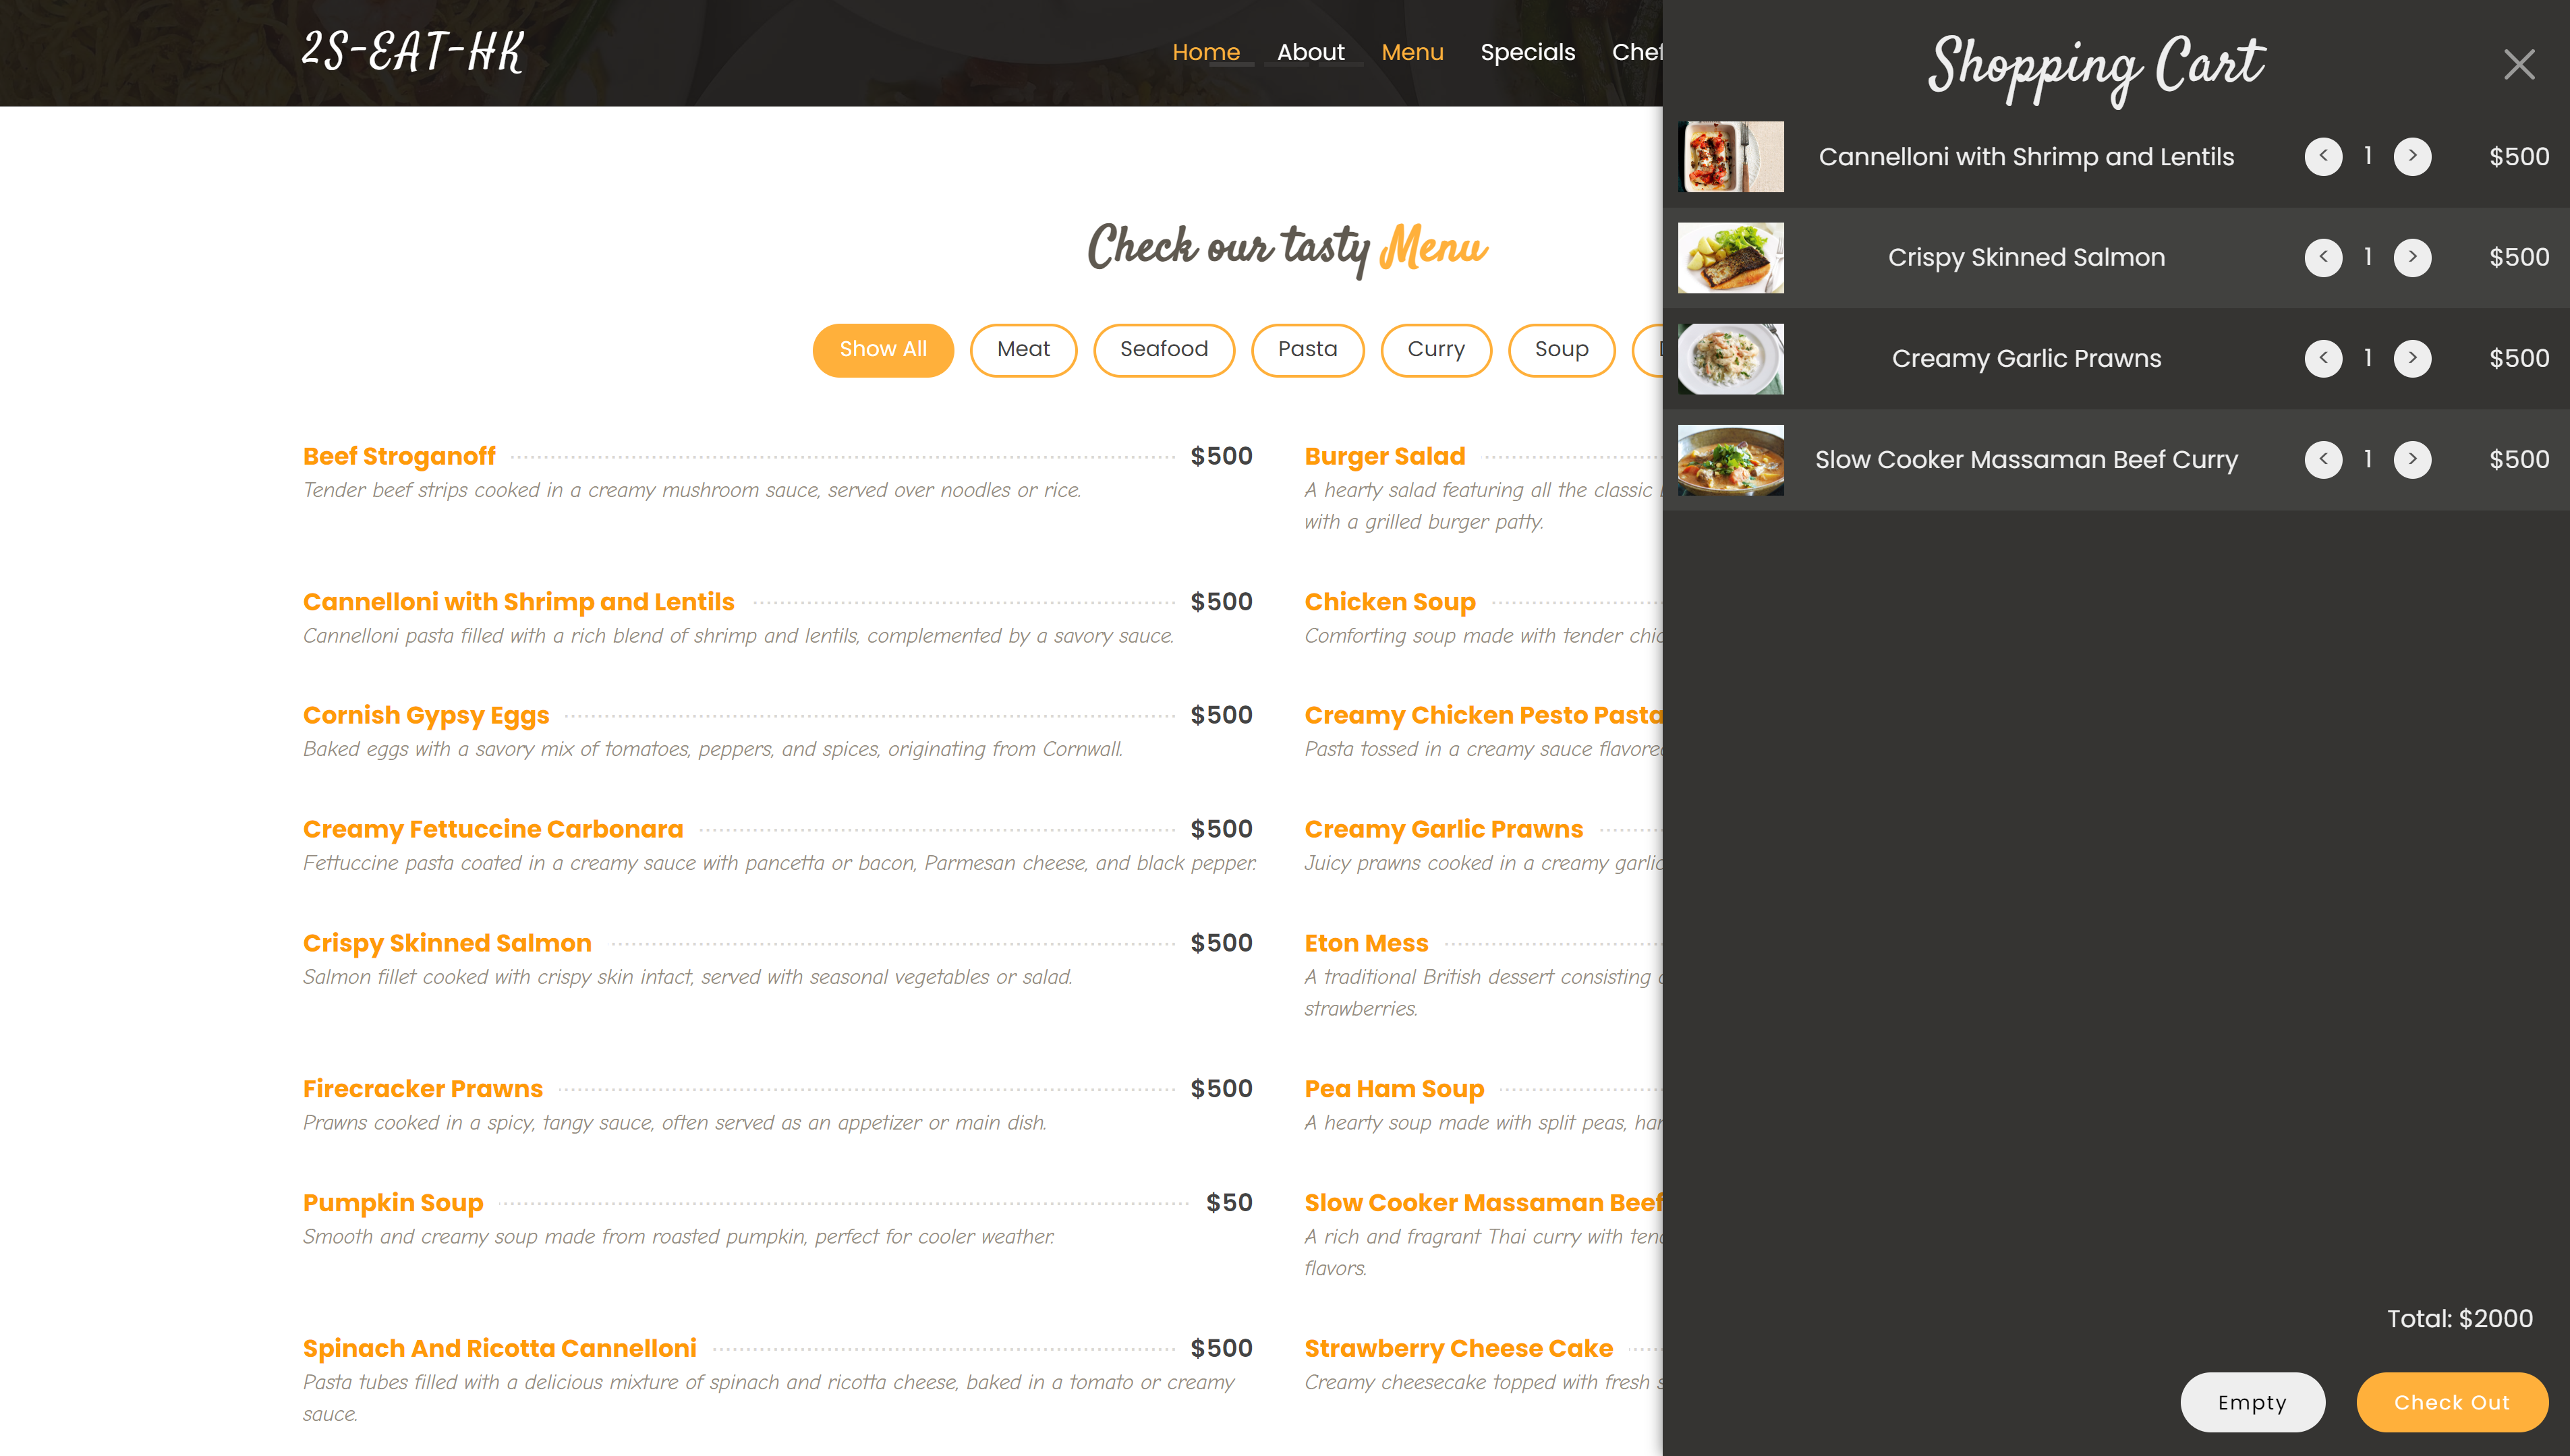 2S-EAT-HK
Home About Menu Specials Chef
Check our tasty Menu
Show All Meat Seafood Pasta Curry Soup
Beef Stroganoff $500
Tender beef strips cooked in a creamy mushroom sauce, served over noodles or rice.
Cannelloni with Shrimp and Lentils $500
Cannelloni pasta filled with a rich blend of shrimp and lentils, complemented by a savory sauce.
Cornish Gypsy Eggs $500
Baked eggs with a savory mix of tomatoes, peppers, and spices, originating from Cornwall.
Creamy Fettuccine Carbonara $500
Fettuccine pasta coated in a creamy sauce with pancetta or bacon, Parmesan cheese, and black pepper.
Crispy Skinned Salmon $500
Salmon fillet cooked with crispy skin intact, served with seasonal vegetables or salad.
Firecracker Prawns $500
Prawns cooked in a spicy, tangy sauce, often served as an appetizer or main dish.
Pumpkin Soup $50
Smooth and creamy soup made from roasted pumpkin, perfect for cooler weather.
Spinach And Ricotta Cannelloni $500
Pasta tubes filled with a delicious mixture of spinach and ricotta cheese, baked in a tomato or creamy
sauce.
Burger Salad
A hearty salad featuring all the classic
with a grilled burger patty.
Chicken Soup
Comforting soup made with tender
Creamy Chicken Pesto Pasta
Pasta tossed in a creamy sauce
Creamy Garlic Prawns
Juicy prawns cooked in a creamy
Eton Mess
A traditional British dessert consisting
strawberries.
Pea Ham Soup
A hearty soup made with split peas,
Slow Cooker Massaman Beef
A rich and fragrant Thai curry with
flavors.
Strawberry Cheese Cake
Creamy cheesecake topped with fresh
Shopping Cart
Cannelloni with Shrimp and Lentils < 1 > $500
Crispy Skinned Salmon < 1 > $500
Creamy Garlic Prawns < 1 > $500
Slow Cooker Massaman Beef Curry < 1 > $500
Total: $2000
Empty Check Out